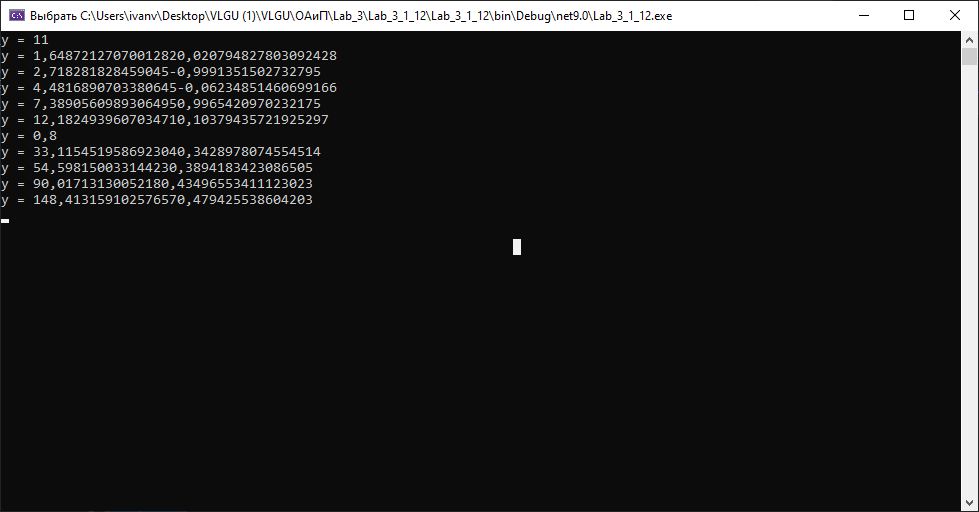 Выбрать C:\Users\ivanv\Desktop\VLGU (1)\VLGU\ОАиП\Lab_3\Lab_3_1_12\Lab_3_1_12\bin\Debug\net9.0\Lab_3_1_12.exe
y = 11
y = 1,64872127070012820,020794827803092428
y = 2,718281828459045-0,9991351502732795
y = 4,4816890703380645-0,06234851460699166
y = 7,38905609893064950,9965420970232175
y = 12,1824939607034710,10379435721925297
y = 0,8
y = 33,1154519586923040,3428978074554514
y = 54,598150033144230,3894183423086505
y = 90,01713130052180,43496553411123023
y = 148,413159102576570,479425538604203